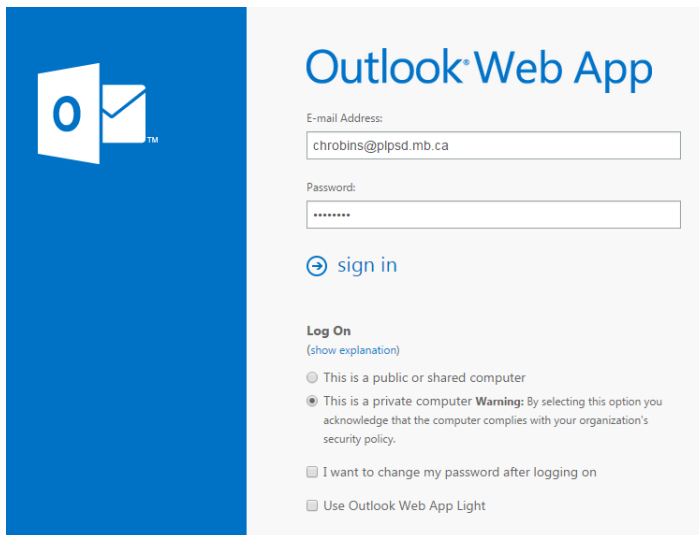 Outlook® Web App
E-mail Address:
chrobins@plpsd.mb.ca
Password:
••••••••
sign in
Log On
(show explanation)
This is a public or shared computer
This is a private computer Warning: By selecting this option you
acknowledge that the computer complies with your organization's
security policy.
I want to change my password after logging on
Use Outlook Web App Light
O
TM